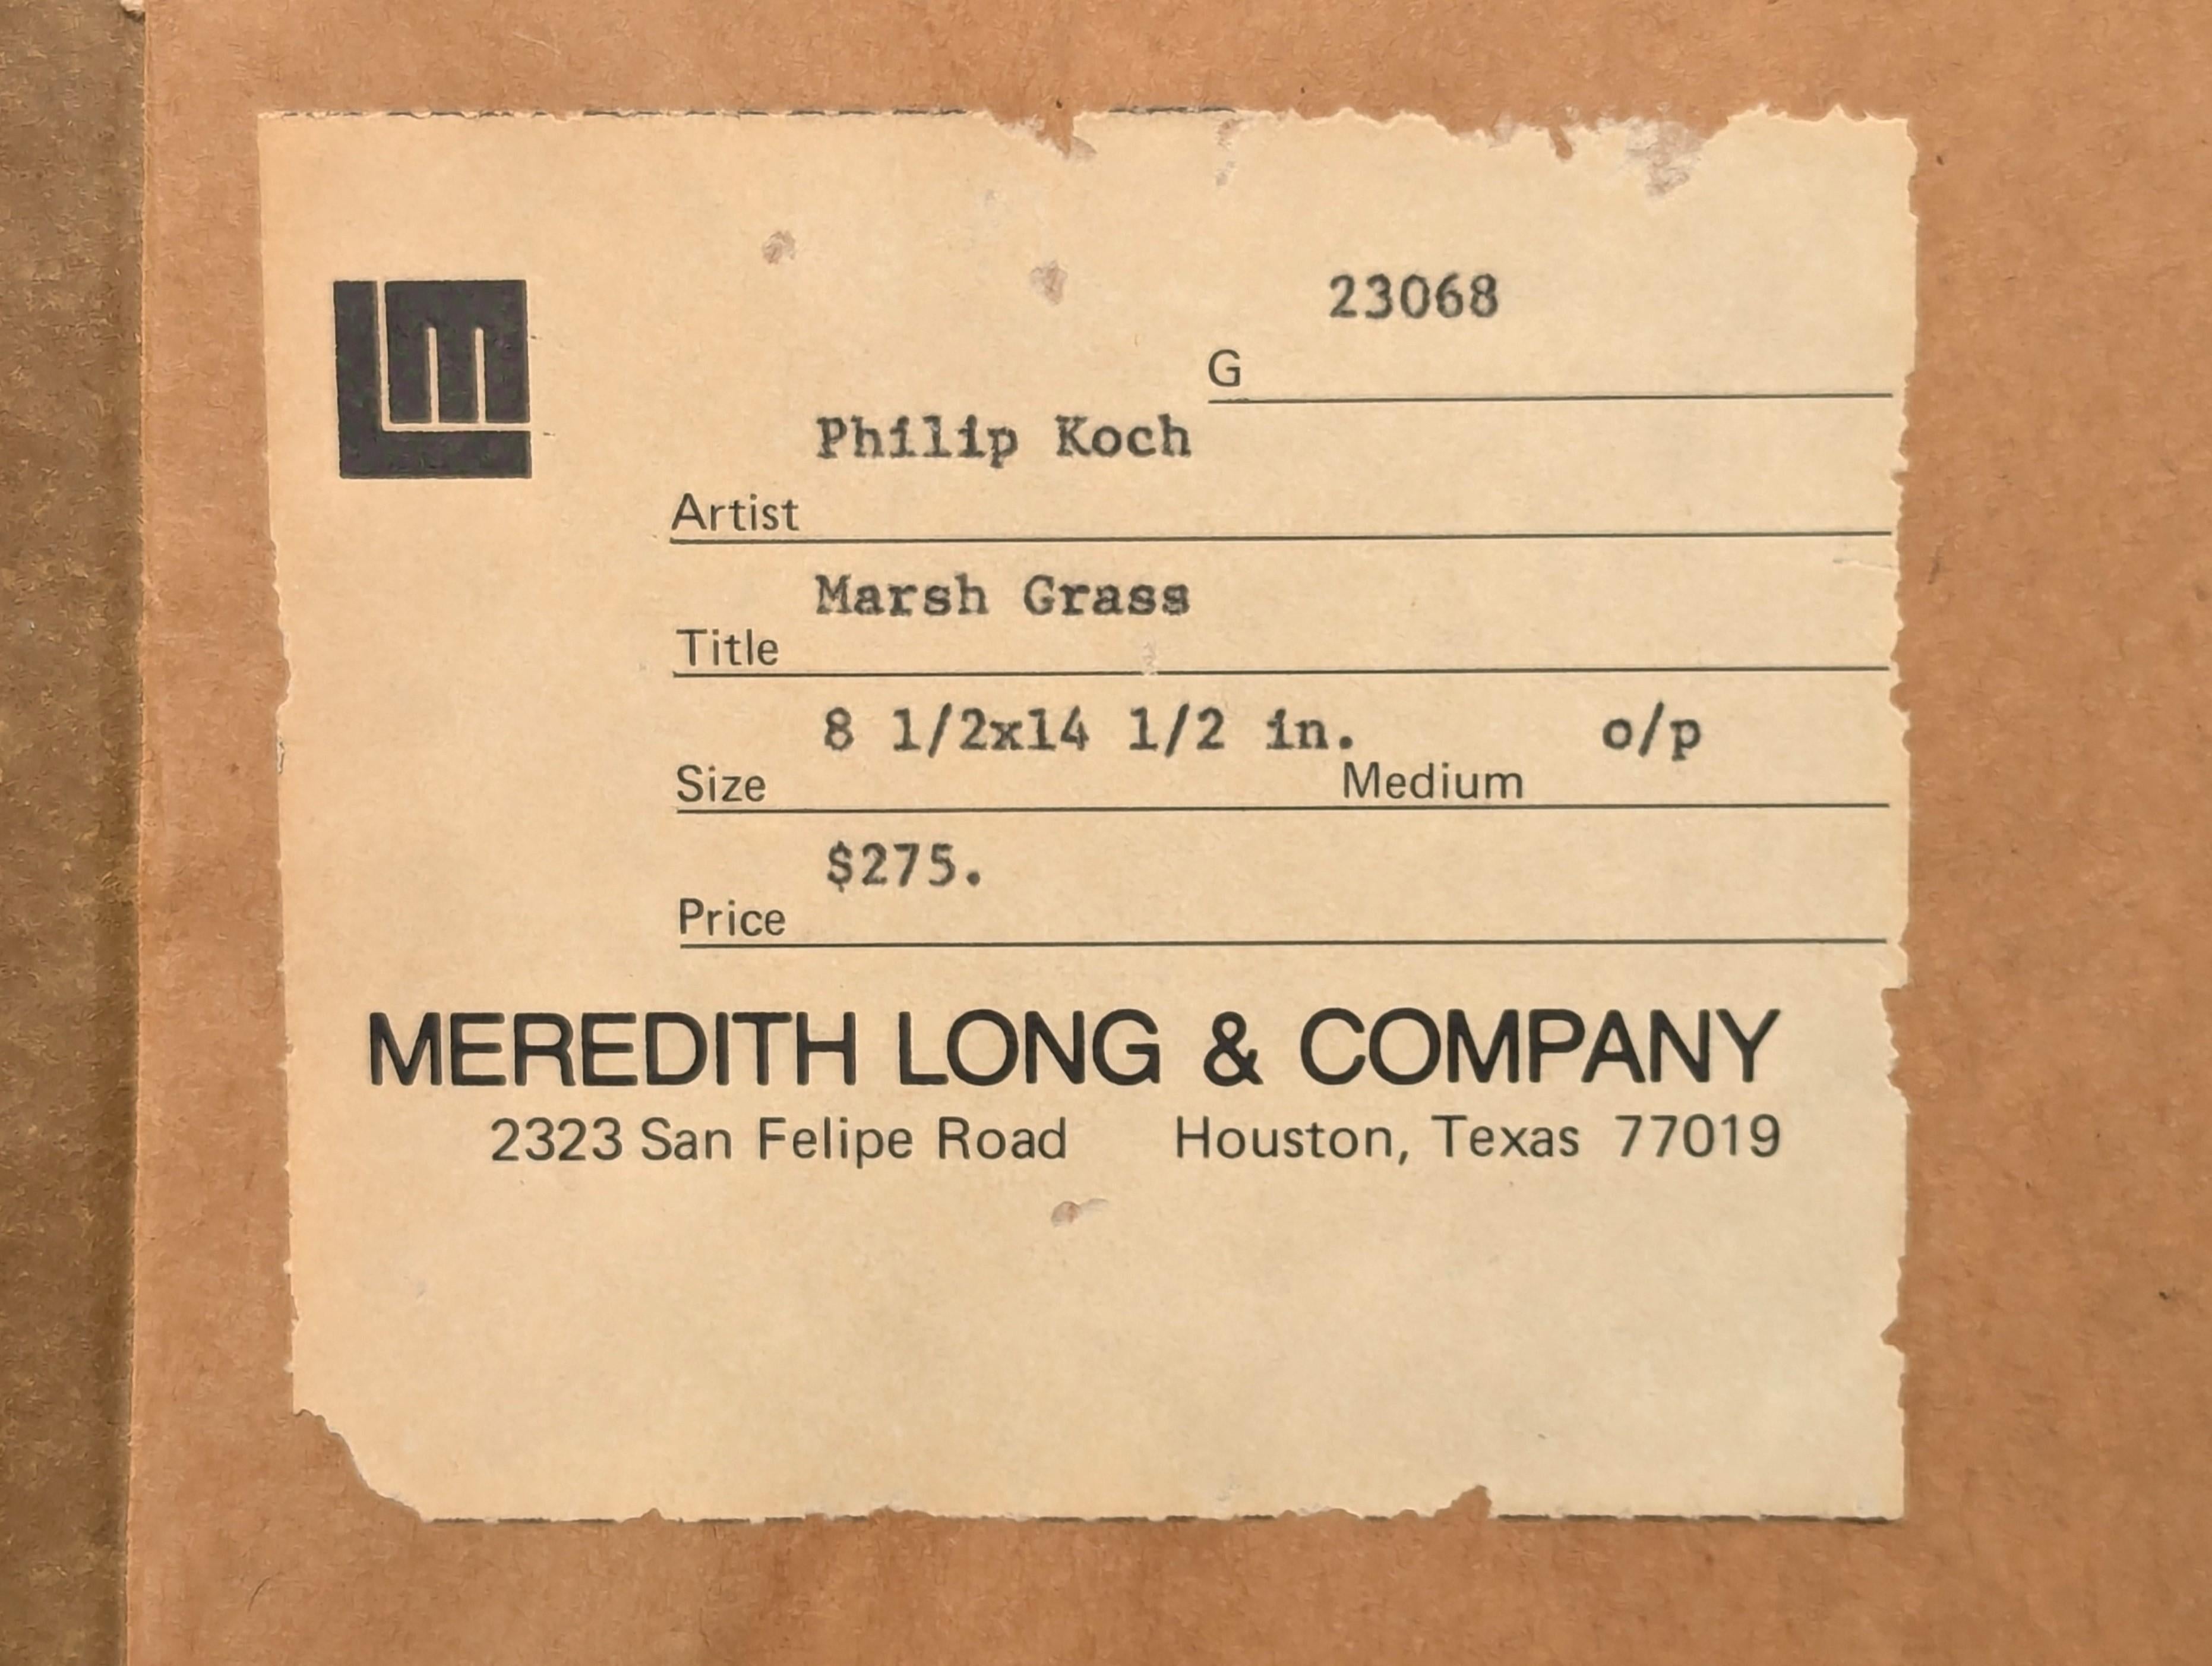 LM
23068
G
Philip Koch
Artist
Marsh Grass
Title
8 1/2x14 1/2 in. o/p
Size Medium
$275.
Price
MEREDITH LONG & COMPANY
2323 San Felipe Road Houston, Texas 77019